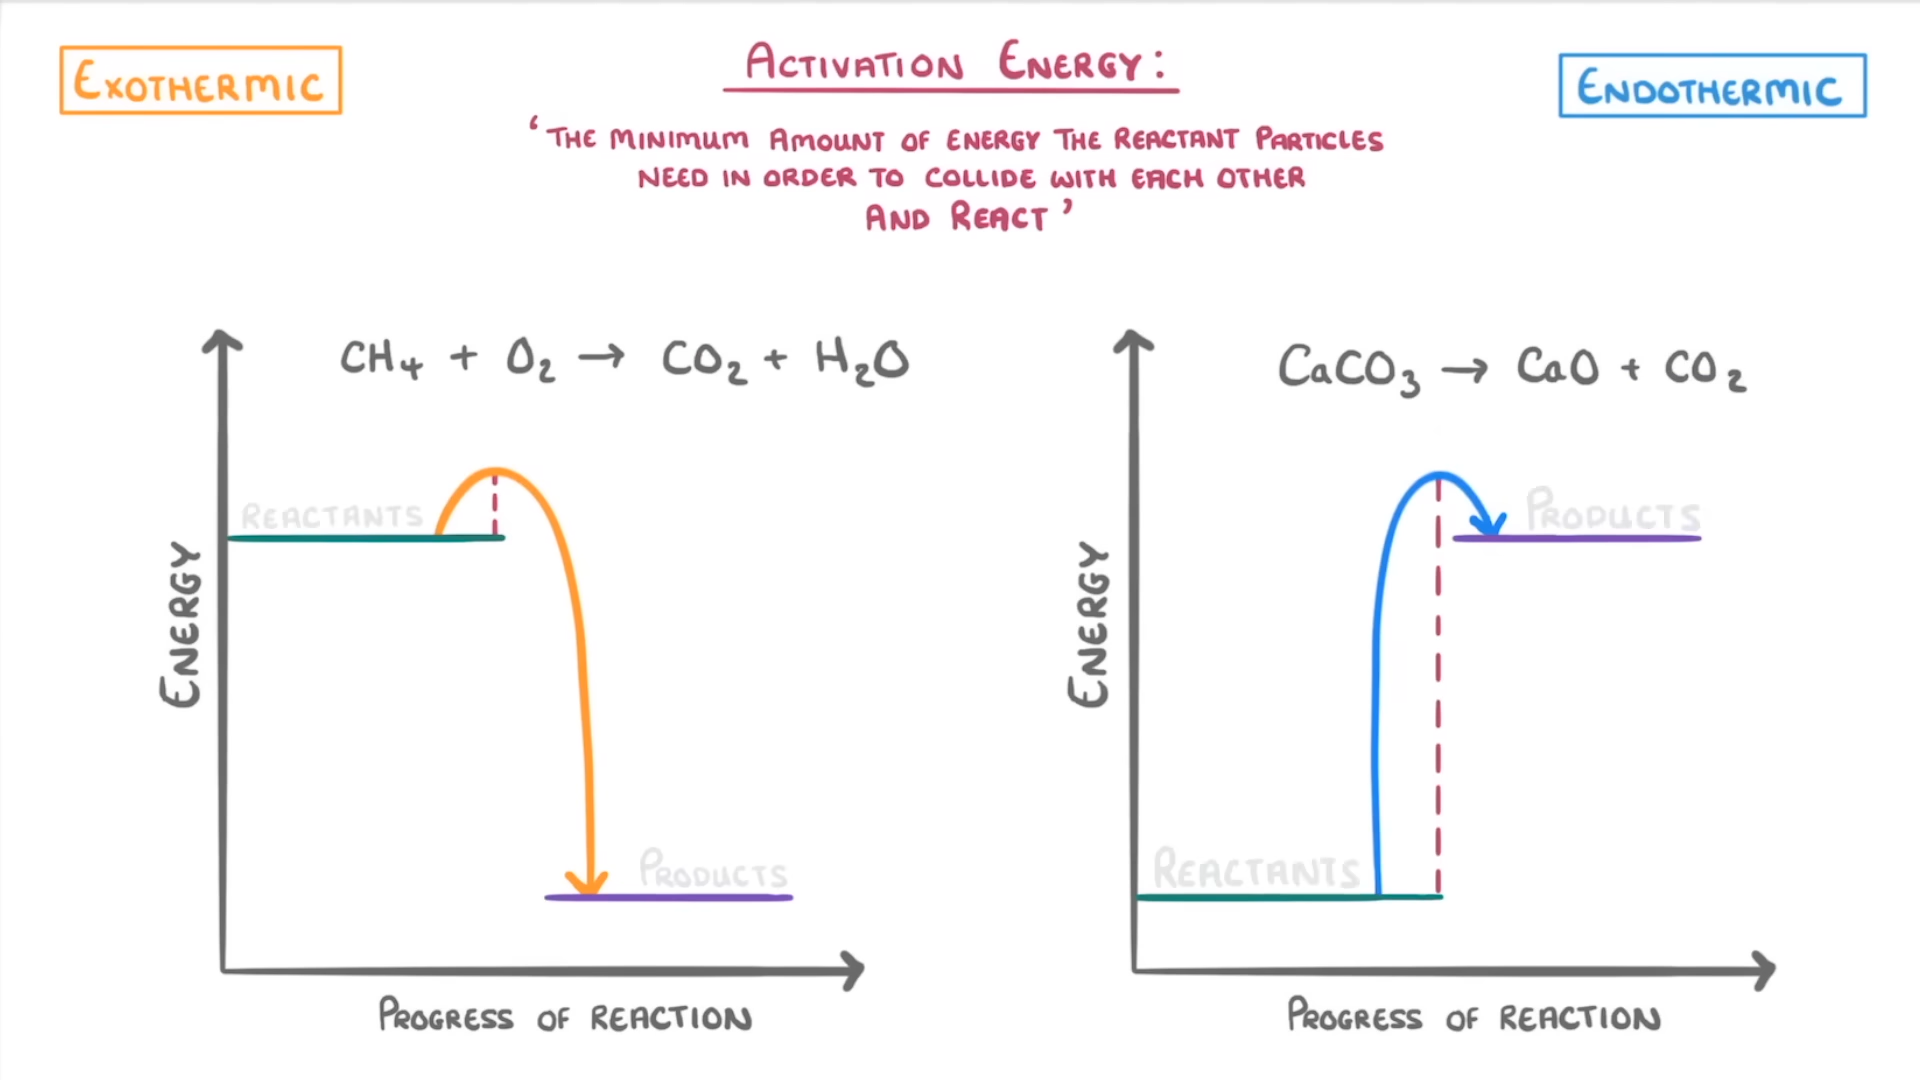 EXOTHERMIC
ACTIVATION ENERGY:
ENDOTHERMIC
‘THE MINIMUM AMOUNT OF ENERGY THE REACTANT PARTICLES
NEED IN ORDER TO COLLIDE WITH EACH OTHER
AND REACT’
CH₄ + O₂ → CO₂ + H₂O
REACTANTS
ENERGY
PRODUCTS
PROGRESS OF REACTION
CaCO₃ → CaO + CO₂
PRODUCTS
ENERGY
REACTANTS
PROGRESS OF REACTION